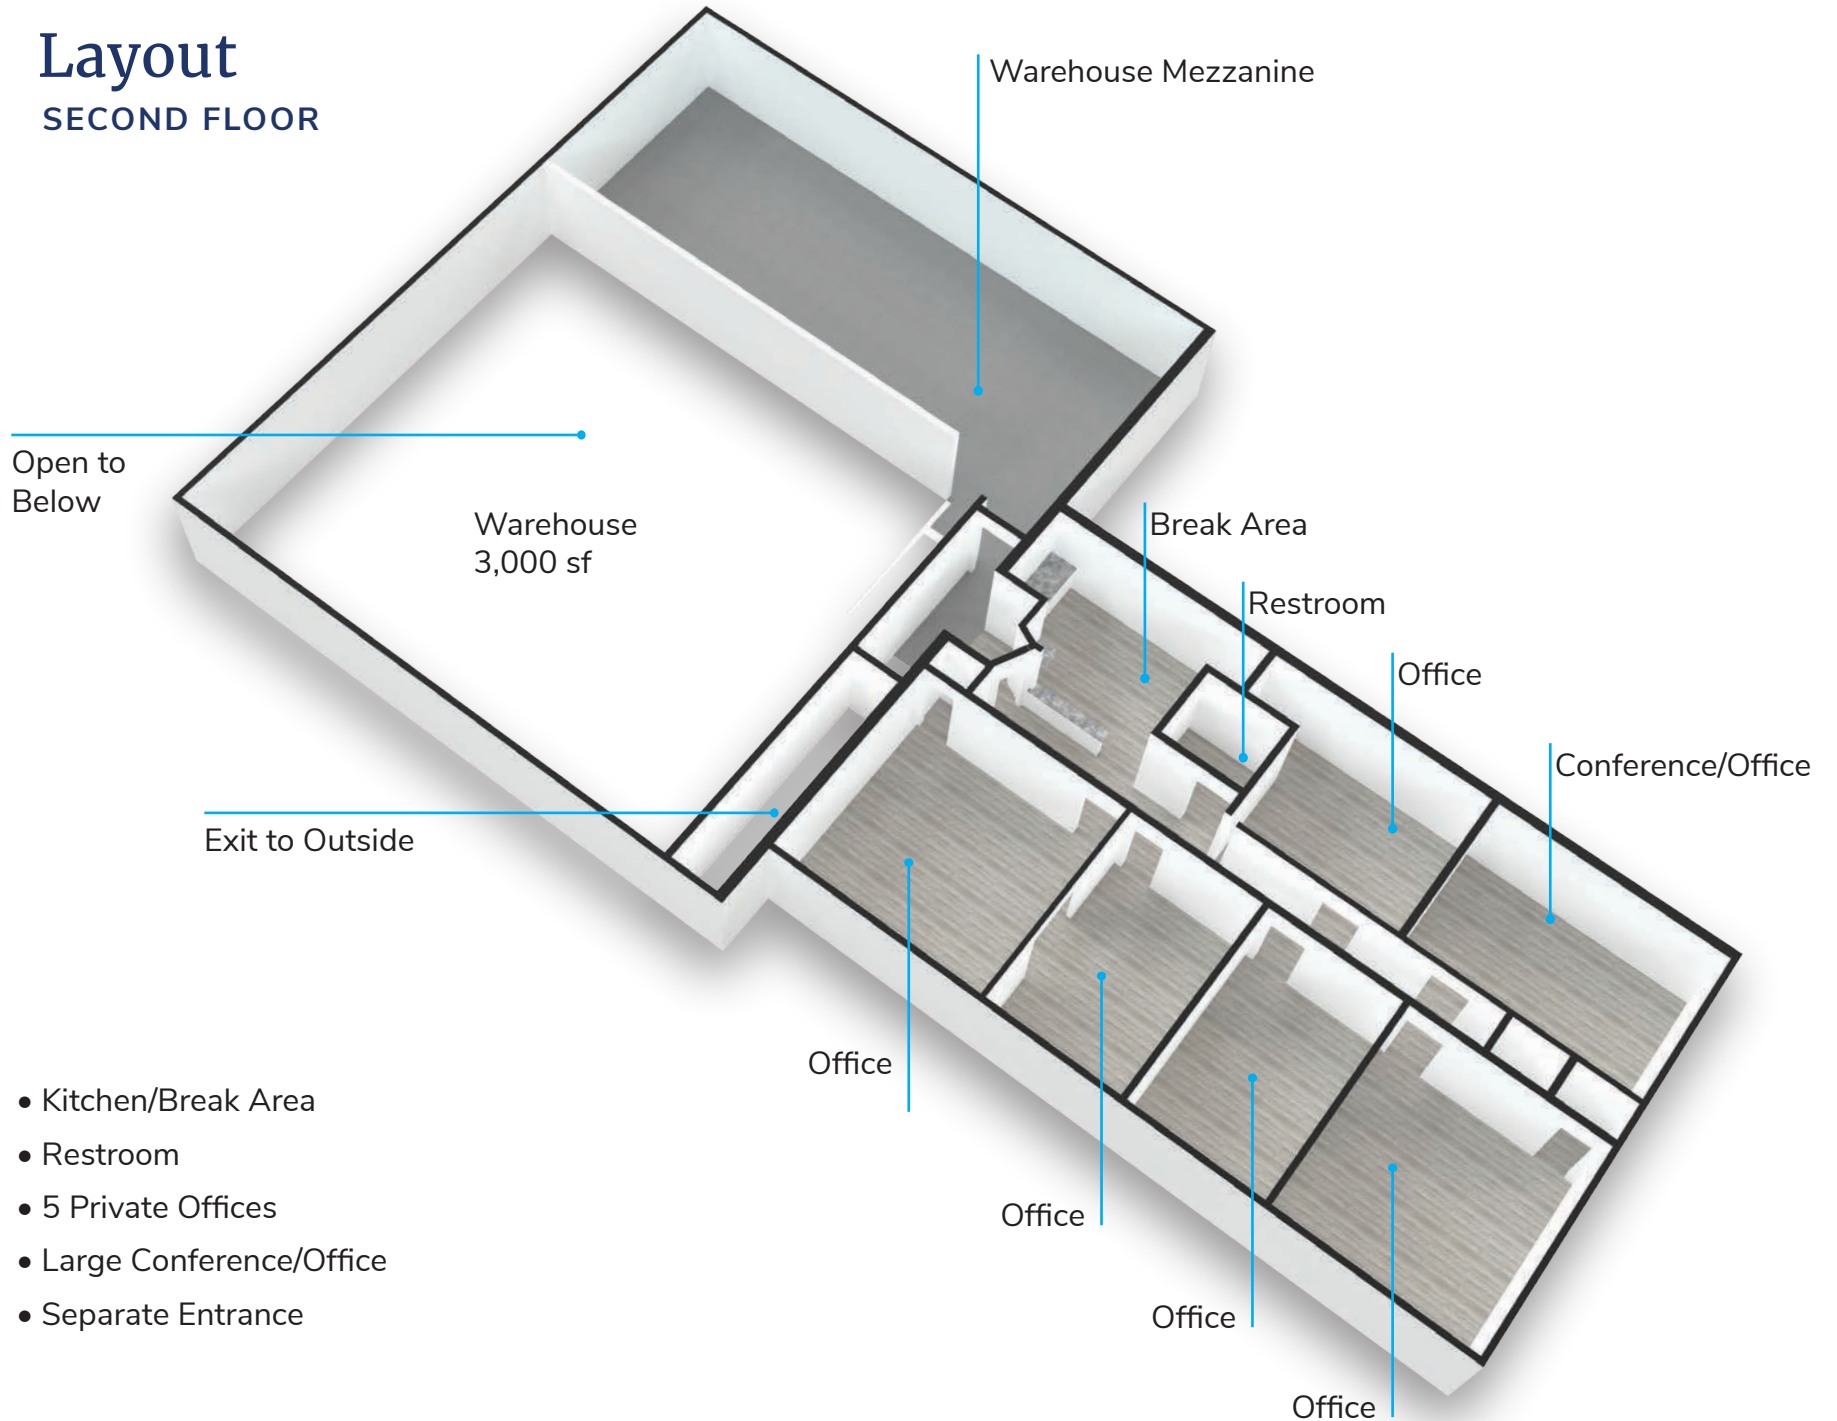 Layout
SECOND FLOOR
Warehouse Mezzanine
Open to
Below
Warehouse
3,000 sf
Break Area
Restroom
Office
Conference/Office
Exit to Outside
Office
Office
Office
Office
• Kitchen/Break Area
• Restroom
• 5 Private Offices
• Large Conference/Office
• Separate Entrance